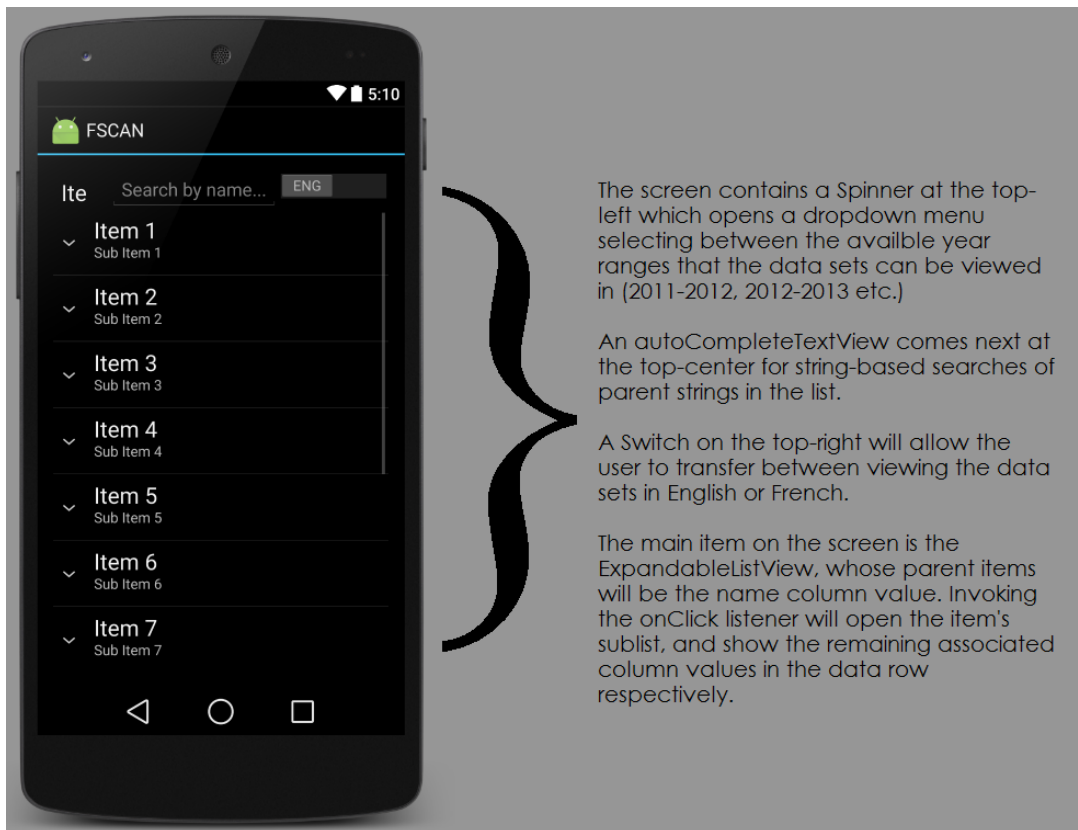 5:10
FSCAN
Ite
Search by name...
ENG
Item 1
Sub Item 1
Item 2
Sub Item 2
Item 3
Sub Item 3
Item 4
Sub Item 4
Item 5
Sub Item 5
Item 6
Sub Item 6
Item 7
Sub Item 7
The screen contains a Spinner at the top-
left which opens a dropdown menu
selecting between the availble year
ranges that the data sets can be viewed
in (2011-2012, 2012-2013 etc.)
An autoCompleteTextView comes next at
the top-center for string-based searches of
parent strings in the list.
A Switch on the top-right will allow the
user to transfer between viewing the data
sets in English or French.
The main item on the screen is the
ExpandableListView, whose parent items
will be the name column value. Invoking
the onClick listener will open the item's
sublist, and show the remaining associated
column values in the data row
respectively.